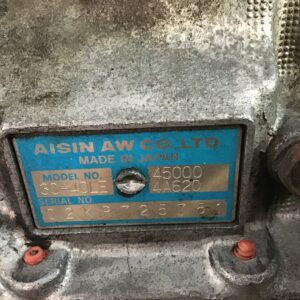 AISIN AW CO., LTD
MADE IN JAPAN
MODEL NO. 45000
30-40LE 4A620
SERIAL NO